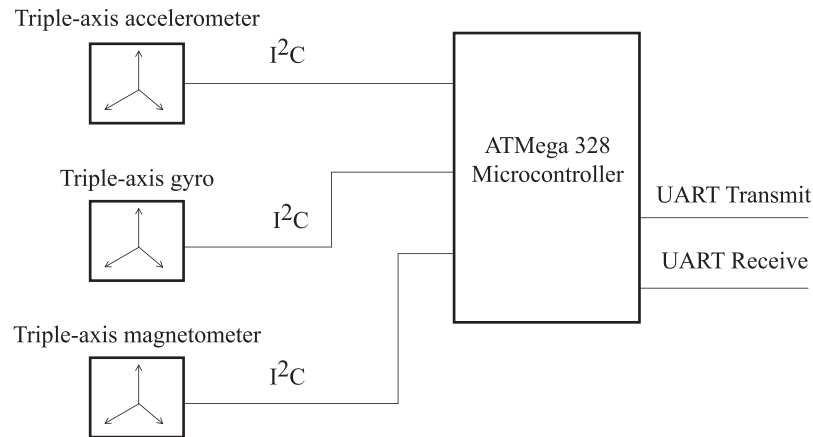 Triple-axis accelerometer
I²C
ATMega 328
Microcontroller
Triple-axis gyro
I²C
UART Transmit
UART Receive
Triple-axis magnetometer
I²C